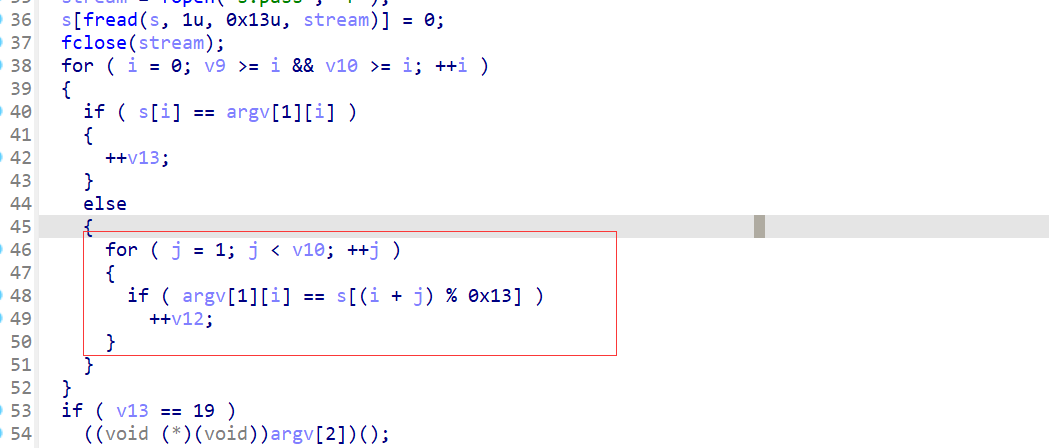 36 s[fread(s, 1u, 0x13u, stream)] = 0;
37 fclose(stream);
38 for ( i = 0; v9 >= i && v10 >= i; ++i )
39 {
40 if ( s[i] == argv[1][i] )
41 {
42 ++v13;
43 }
44 else
45 {
46 for ( j = 1; j < v10; ++j )
47 {
48 if ( argv[1][i] == s[(i + j) % 0x13] )
49 ++v12;
50 }
51 }
52 }
53 if ( v13 == 19 )
54 ((void (*)(void))argv[2])();